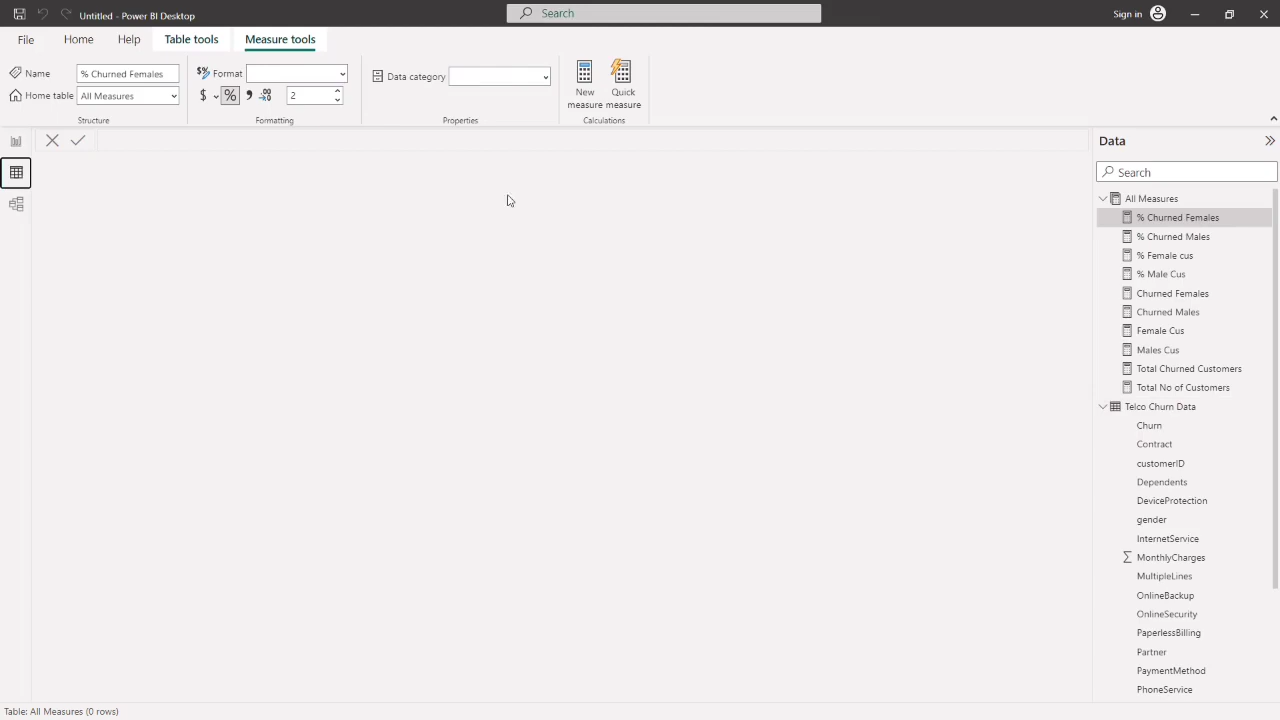 Untitled - Power BI Desktop
Search
Sign in
File
Home
Help
Table tools
Measure tools
Name
% Churned Females
Home table
All Measures
Structure
Format
$
%
,
.00
→.0
2
Formatting
Data category
Properties
New measure
Quick measure
Calculations
Data
Search
All Measures
% Churned Females
% Churned Males
% Female cus
% Male Cus
Churned Females
Churned Males
Female Cus
Males Cus
Total Churned Customers
Total No of Customers
Telco Churn Data
Churn
Contract
customerID
Dependents
DeviceProtection
gender
InternetService
∑ MonthlyCharges
MultipleLines
OnlineBackup
OnlineSecurity
PaperlessBilling
Partner
PaymentMethod
PhoneService
Table: All Measures (0 rows)